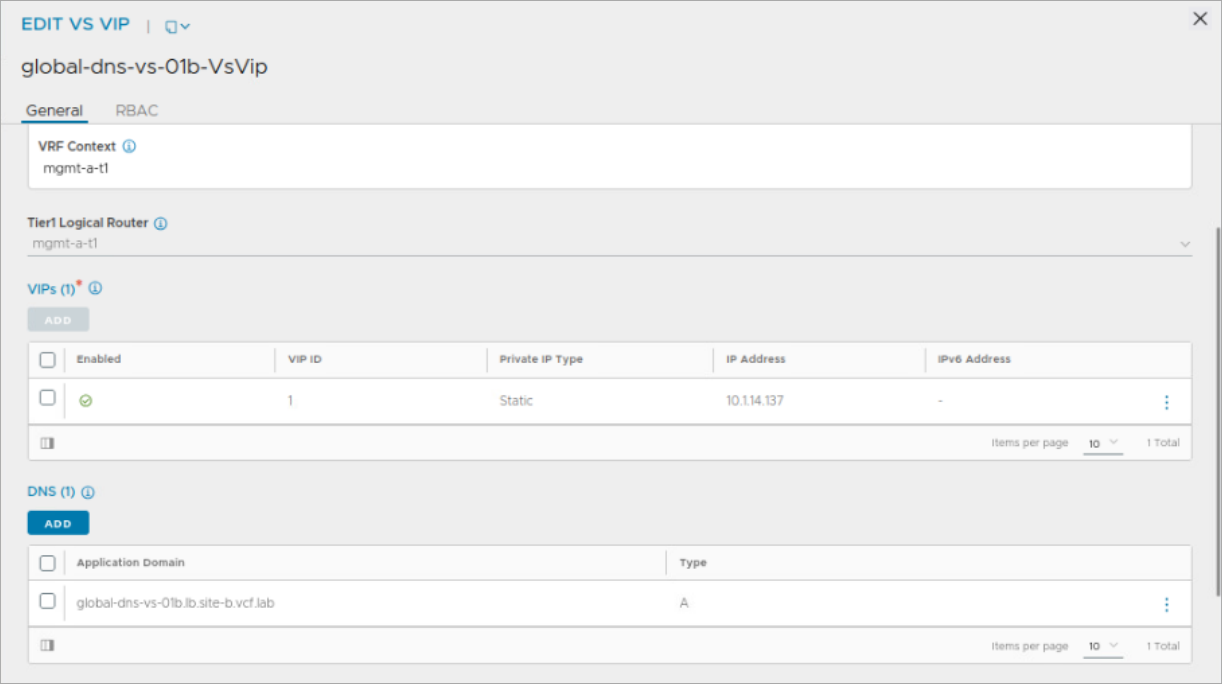 EDIT VS VIP |
global-dns-vs-01b-VsVip
General RBAC
VRF Context
mgmt-a-t1
Tier1 Logical Router
mgmt-a-t1
VIPs (1)*
ADD
Enabled VIP ID Private IP Type IP Address IPv6 Address
1 Static 10.1.14.137 -
Items per page 10 1 Total
DNS (1)
ADD
Application Domain Type
global-dns-vs-01b.lb.site-b.vcf.lab A
Items per page 10 1 Total